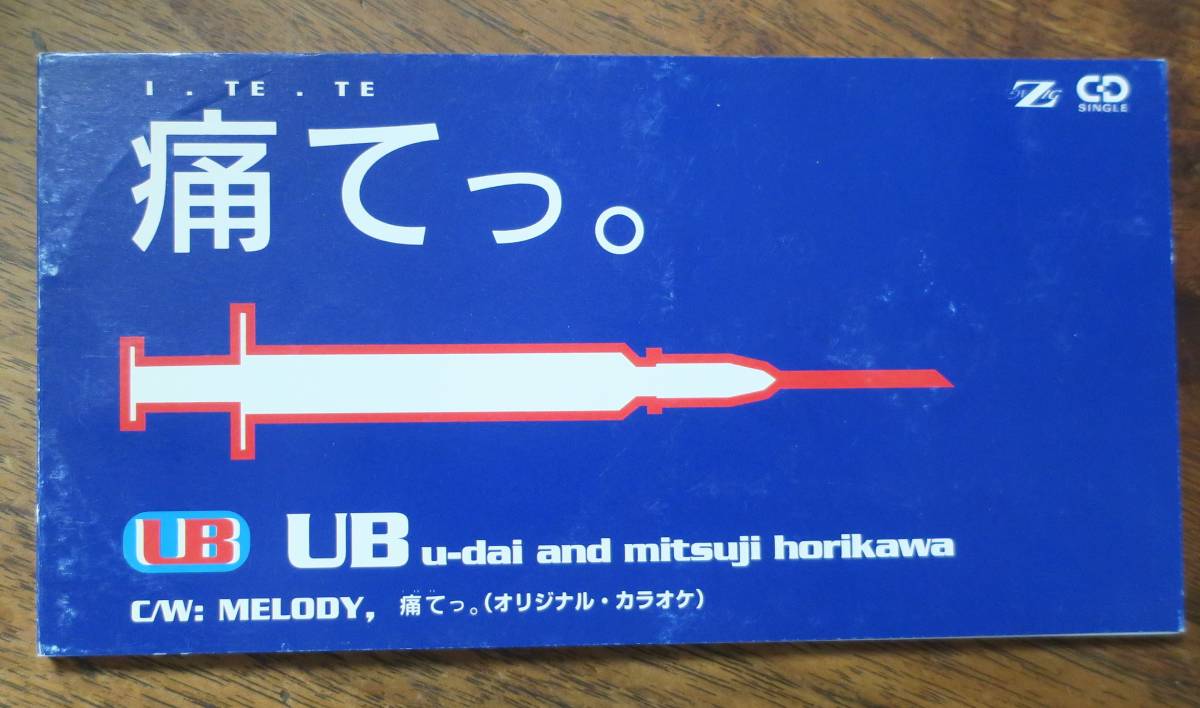 I . TE . TE
痛てっ。
ZIG
CD
SINGLE
UB UB u-dai and mitsuji horikawa
C/W: MELODY, 痛てっ。(オリジナル・カラオケ)